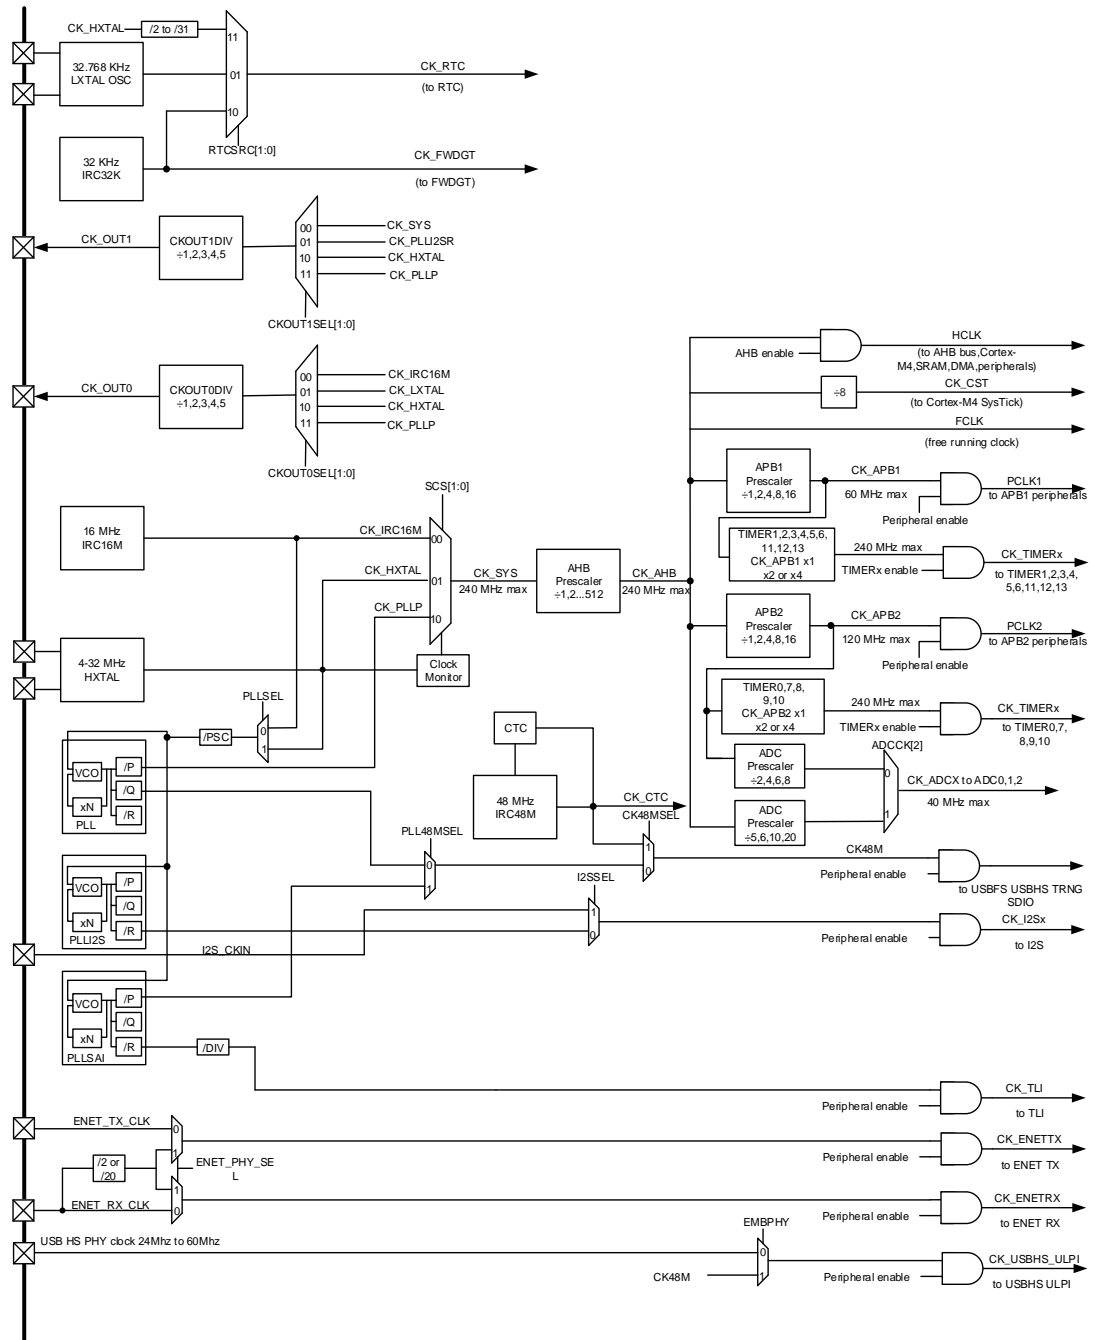 CK_HXTAL
/2 to /31
11
32.768 KHz
LXTAL OSC
01
CK_RTC
(to RTC)
10
RTCSRC[1:0]
32 KHz
IRC32K
CK_FWDGT
(to FWDGT)
CK_OUT1
CKOUT1DIV
÷1,2,3,4,5
00
01
10
11
CK_SYS
CK_PLLI2SR
CK_HXTAL
CK_PLLP
CKOUT1SEL[1:0]
CK_OUT0
CKOUT0DIV
÷1,2,3,4,5
00
01
10
11
CK_IRC16M
CK_LXTAL
CK_HXTAL
CK_PLLP
CKOUT0SEL[1:0]
AHB enable
HCLK
(to AHB bus,Cortex-
M4,SRAM,DMA,peripherals)
÷8
CK_CST
(to Cortex-M4 SysTick)
FCLK
(free running clock)
SCS[1:0]
16 MHz
IRC16M
CK_IRC16M
00
CK_HXTAL
01
CK_PLLP
10
CK_SYS
240 MHz max
AHB
Prescaler
÷1,2...512
CK_AHB
240 MHz max
APB1
Prescaler
÷1,2,4,8,16
CK_APB1
60 MHz max
Peripheral enable
PCLK1
to APB1 peripherals
TIMER1,2,3,4,5,6,
11,12,13
CK_APB1 x1
x2 or x4
240 MHz max
TIMERx enable
CK_TIMERx
to TIMER1,2,3,4,
5,6,11,12,13
APB2
Prescaler
÷1,2,4,8,16
CK_APB2
120 MHz max
Peripheral enable
PCLK2
to APB2 peripherals
4-32 MHz
HXTAL
Clock
Monitor
TIMER0,7,8,
9,10
CK_APB2 x1
x2 or x4
240 MHz max
TIMERx enable
CK_TIMERx
to TIMER0,7,
8,9,10
PLLSEL
0
1
/PSC
CTC
ADCCK[2]
ADC
Prescaler
÷2,4,6,8
0
1
CK_ADCX to ADC0,1,2
40 MHz max
ADC
Prescaler
÷5,6,10,20
VCO
xN
/P
/Q
/R
PLL
48 MHz
IRC48M
CK_CTC
CK48MSEL
1
0
PLL48MSEL
0
1
CK48M
Peripheral enable
to USBFS USBHS TRNG
SDIO
VCO
xN
/P
/Q
/R
PLLI2S
I2SSEL
1
0
CK_I2Sx
Peripheral enable
to I2S
I2S_CKIN
VCO
xN
/P
/Q
/R
PLLSAI
/DIV
CK_TLI
Peripheral enable
to TLI
ENET_TX_CLK
0
1
CK_ENETTX
Peripheral enable
to ENET TX
/2 or
/20
ENET_PHY_SE
L
1
0
ENET_RX_CLK
CK_ENETRX
Peripheral enable
to ENET RX
USB HS PHY clock 24Mhz to 60Mhz
EMBPHY
0
1
CK48M
CK_USBHS_ULPI
Peripheral enable
to USBHS ULPI